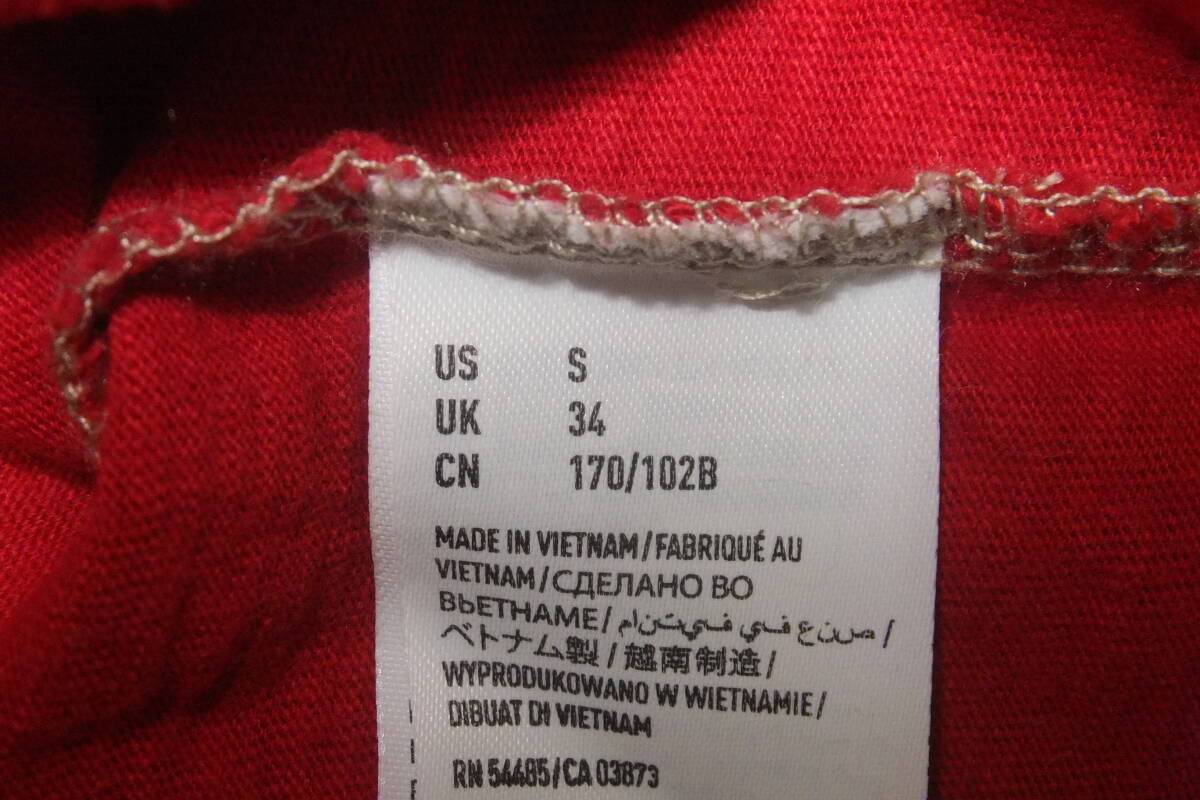 US S
UK 34
CN 170/102B
MADE IN VIETNAM/FABRIQUÉ AU
VIETNAM/СДЕЛАНО ВО
ВЬЕТНАМЕ/صنع في فيتنام/
ベトナム製/越南制造/
WYPRODUKOWANO W WIETNAMIE/
DIBUAT DI VIETNAM
RN 54485/CA 03873